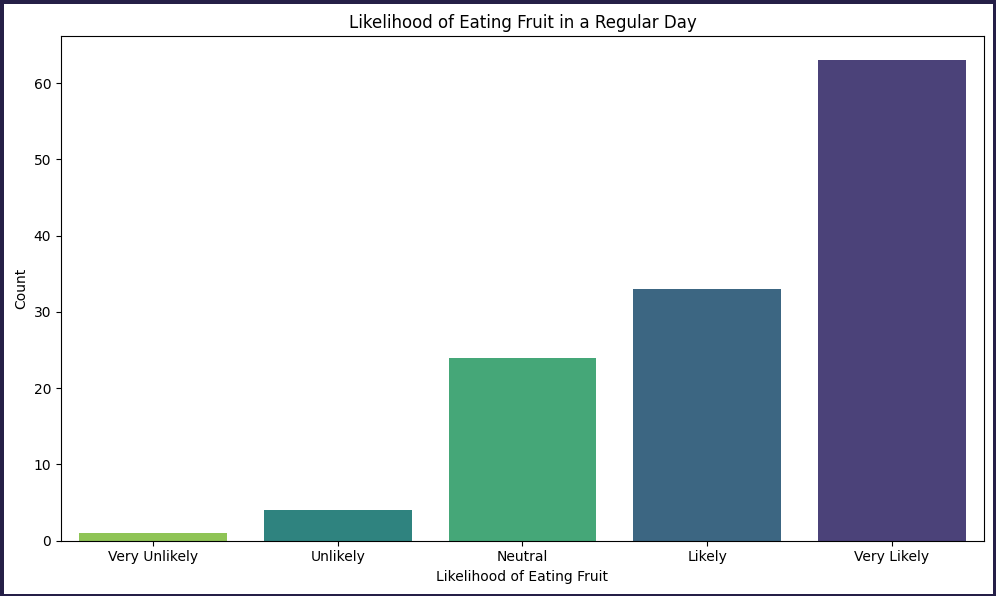 Likelihood of Eating Fruit in a Regular Day
60
50
40
30
20
10
0
Count
Very Unlikely Unlikely Neutral Likely Very Likely
Likelihood of Eating Fruit